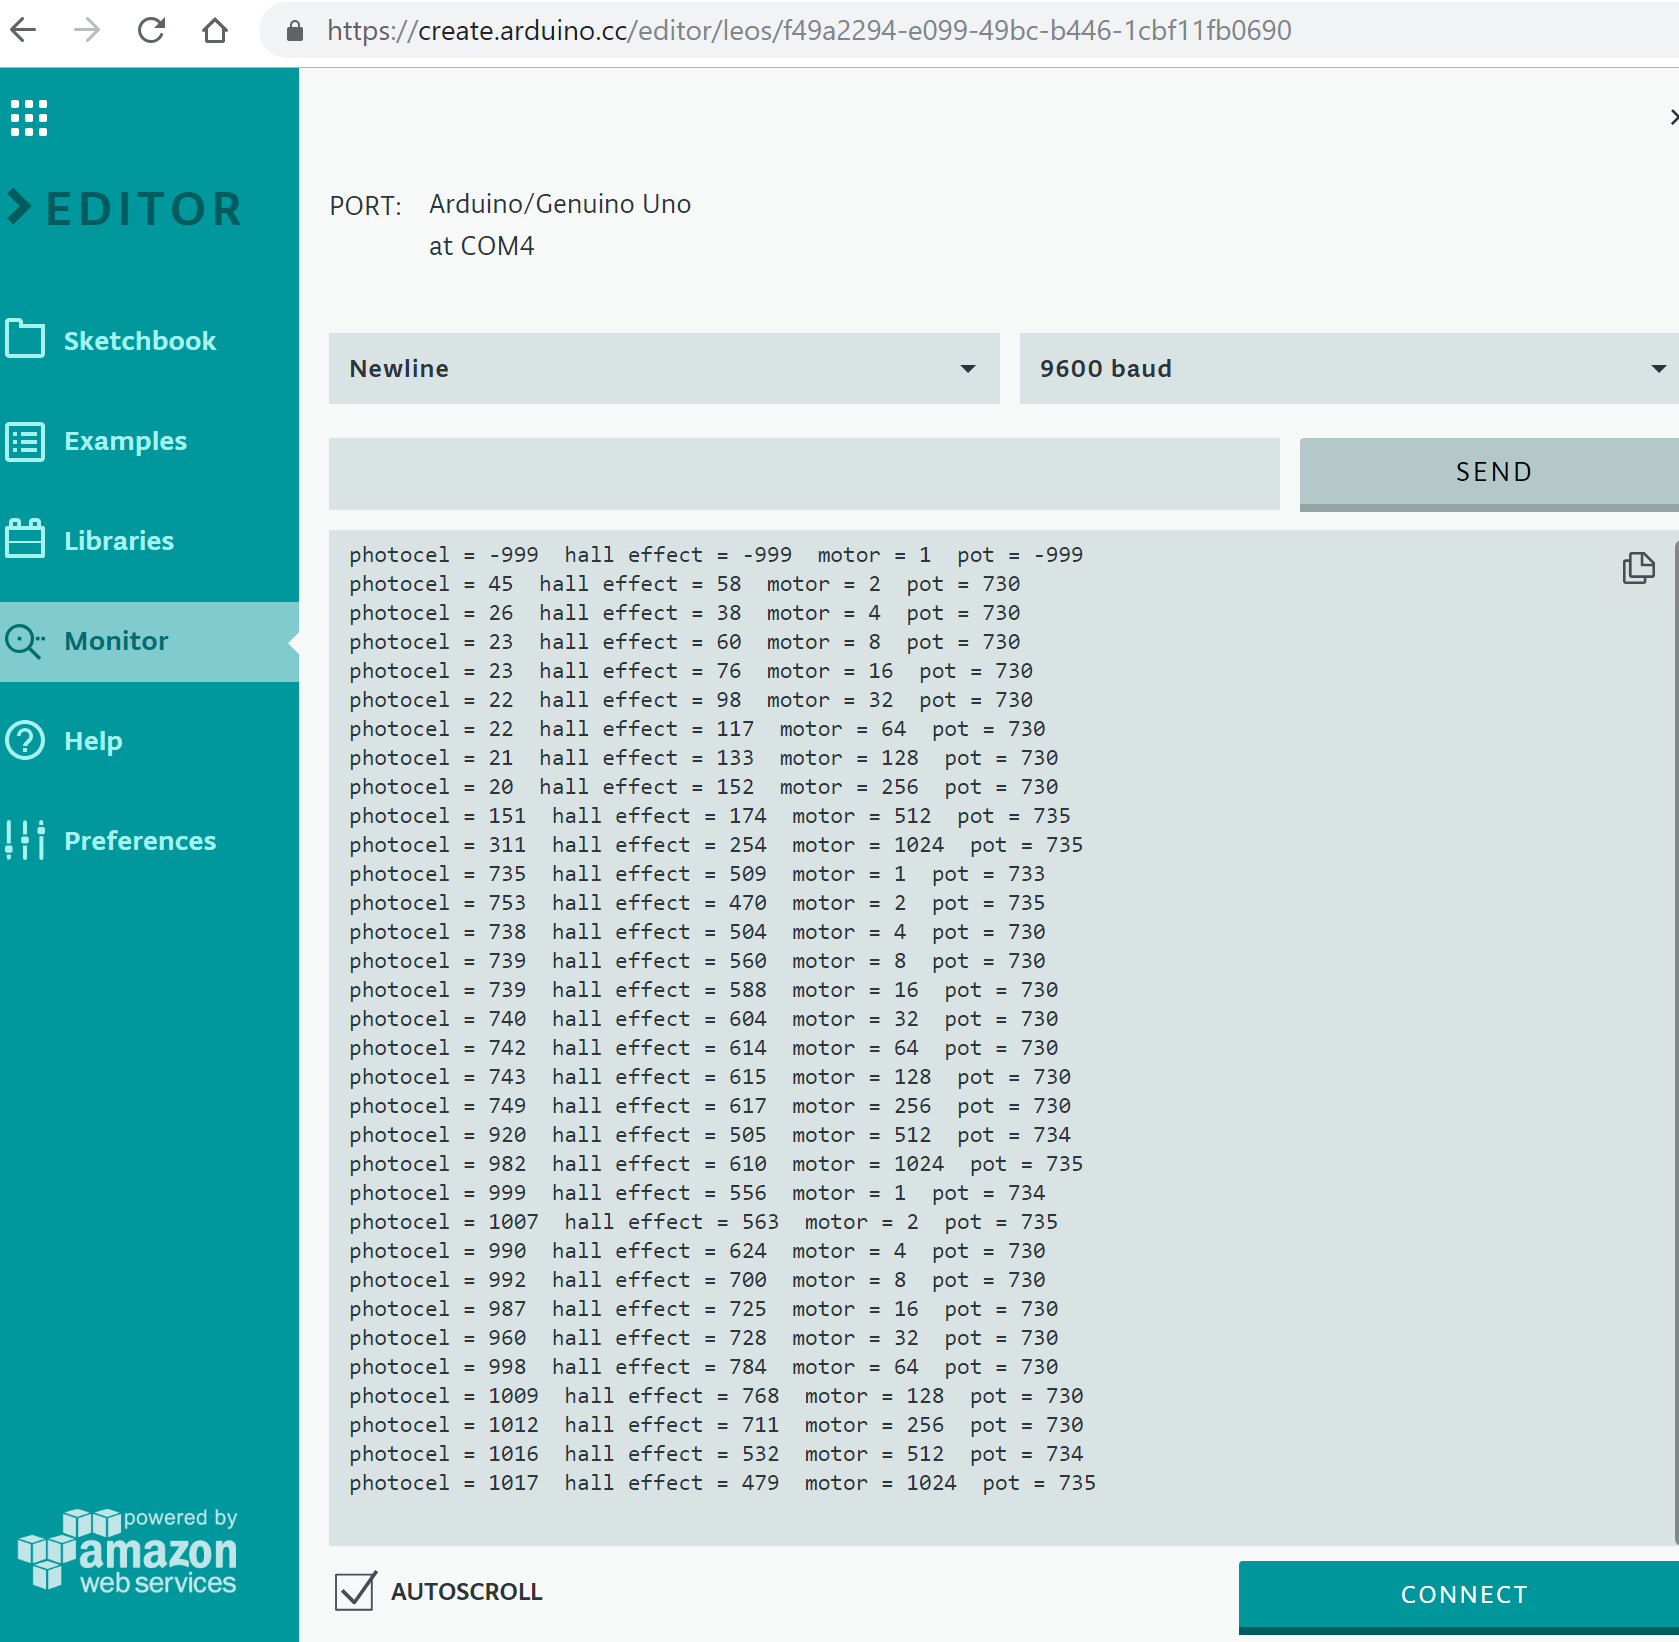 https://create.arduino.cc/editor/leos/f49a2294-e099-49bc-b446-1cbf11fb0690
EDITOR
Sketchbook
Examples
Libraries
Monitor
Help
Preferences
powered by
amazon
web services
PORT: Arduino/Genuino Uno
at COM4
Newline
9600 baud
SEND
photocel = -999  hall effect = -999  motor = 1  pot = -999
photocel = 45  hall effect = 58  motor = 2  pot = 730
photocel = 26  hall effect = 38  motor = 4  pot = 730
photocel = 23  hall effect = 60  motor = 8  pot = 730
photocel = 23  hall effect = 76  motor = 16  pot = 730
photocel = 22  hall effect = 98  motor = 32  pot = 730
photocel = 22  hall effect = 117  motor = 64  pot = 730
photocel = 21  hall effect = 133  motor = 128  pot = 730
photocel = 20  hall effect = 152  motor = 256  pot = 730
photocel = 151  hall effect = 174  motor = 512  pot = 735
photocel = 311  hall effect = 254  motor = 1024  pot = 735
photocel = 735  hall effect = 509  motor = 1  pot = 733
photocel = 753  hall effect = 470  motor = 2  pot = 735
photocel = 738  hall effect = 504  motor = 4  pot = 730
photocel = 739  hall effect = 560  motor = 8  pot = 730
photocel = 739  hall effect = 588  motor = 16  pot = 730
photocel = 740  hall effect = 604  motor = 32  pot = 730
photocel = 742  hall effect = 614  motor = 64  pot = 730
photocel = 743  hall effect = 615  motor = 128  pot = 730
photocel = 749  hall effect = 617  motor = 256  pot = 730
photocel = 920  hall effect = 505  motor = 512  pot = 734
photocel = 982  hall effect = 610  motor = 1024  pot = 735
photocel = 999  hall effect = 556  motor = 1  pot = 734
photocel = 1007  hall effect = 563  motor = 2  pot = 735
photocel = 990  hall effect = 624  motor = 4  pot = 730
photocel = 992  hall effect = 700  motor = 8  pot = 730
photocel = 987  hall effect = 725  motor = 16  pot = 730
photocel = 960  hall effect = 728  motor = 32  pot = 730
photocel = 998  hall effect = 784  motor = 64  pot = 730
photocel = 1009  hall effect = 768  motor = 128  pot = 730
photocel = 1012  hall effect = 711  motor = 256  pot = 730
photocel = 1016  hall effect = 532  motor = 512  pot = 734
photocel = 1017  hall effect = 479  motor = 1024  pot = 735
AUTOSCROLL
CONNECT